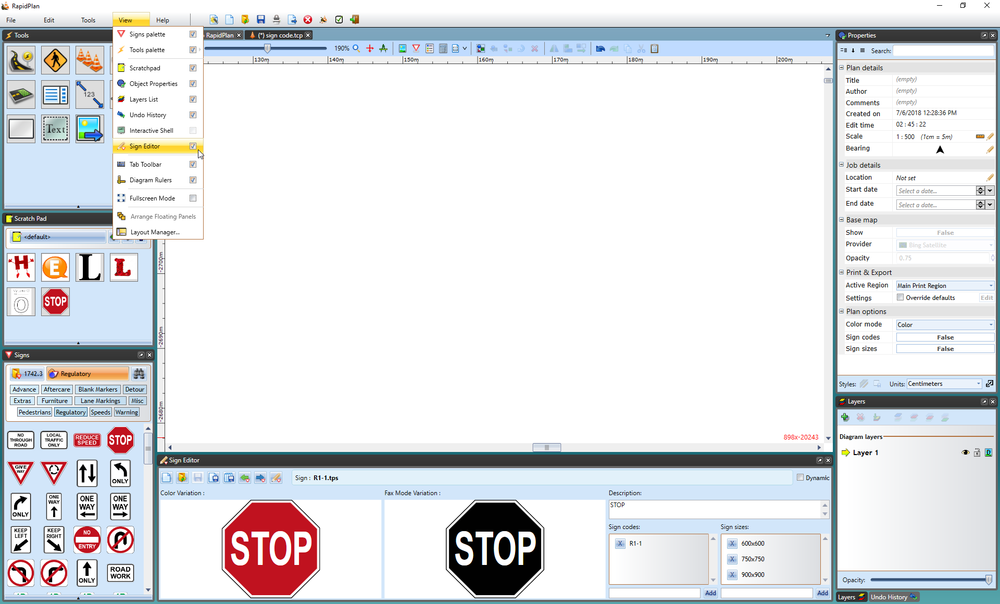 RapidPlan
File Edit Tools View Help
Tools
Signs palette
Tools palette
Scratchpad
Object Properties
Layers List
Undo History
Interactive Shell
Sign Editor
Tab Toolbar
Diagram Rulers
Fullscreen Mode
Arrange Floating Panels
Layout Manager...
RapidPlan
(*) sign code.tcp
190%
130m 140m 150m 160m 170m 180m 190m 200m
-2700m
-2690m
-2680m
898x-20243
123
Text
Scratch Pad
<default>
H E L L
My Letter O
O
STOP
Signs
1742.3 Regulatory
Advance Aftercare Blank Markers Detour
Extras Furniture Lane Markings Misc
Pedestrians Regulatory Speeds Warning
NO THROUGH ROAD
LOCAL TRAFFIC ONLY
REDUCE SPEED
STOP
GIVE WAY
ONLY
ONLY
ONE WAY
ONE WAY
ONE WAY
KEEP LEFT
KEEP RIGHT
NO ENTRY
ONLY
ROAD WORK
Sign Editor
Sign : R1-1.tps
Dynamic
Color Variation :
Fax Mode Variation :
Description:
STOP
STOP
STOP
Sign codes:
Sign sizes:
X R1-1
X 600x600
X 750x750
X 900x900
Add
Add
Properties
Search:
Plan details
Title (empty)
Author (empty)
Comments (empty)
Created on 7/6/2018 12:28:36 PM
Edit time 02 : 45 : 22
Scale 1 : 500 (1cm = 5m)
Bearing
Job details
Location Not set
Start date Select a date...
End date Select a date...
Base map
Show False
Provider Bing Satellite
Opacity 0.75
Print & Export
Active Region Main Print Region
Settings Override defaults Edit
Plan options
Color mode Color
Sign codes False
Sign sizes False
Styles: Units: Centimeters
Layers
Diagram layers
Layer 1
D
Opacity:
Layers Undo History